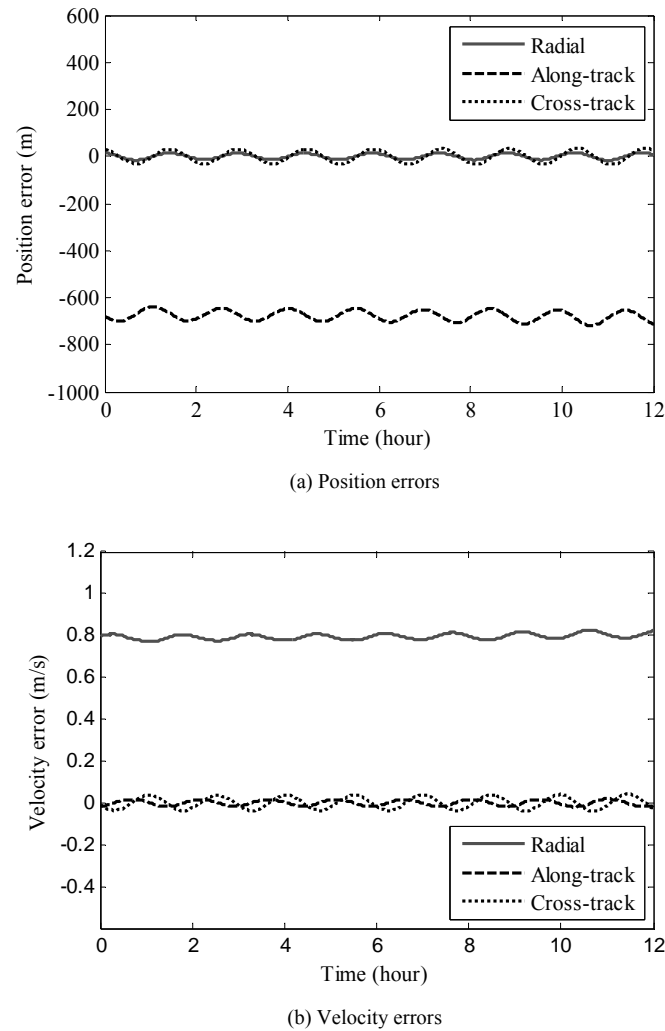 600
400
200
0
-200
-400
-600
-800
-1000
Position error (m)
Radial
Along-track
Cross-track
0 2 4 6 8 10 12
Time (hour)
(a) Position errors
1.2
1
0.8
0.6
0.4
0.2
0
-0.2
-0.4
Velocity error (m/s)
Radial
Along-track
Cross-track
0 2 4 6 8 10 12
Time (hour)
(b) Velocity errors